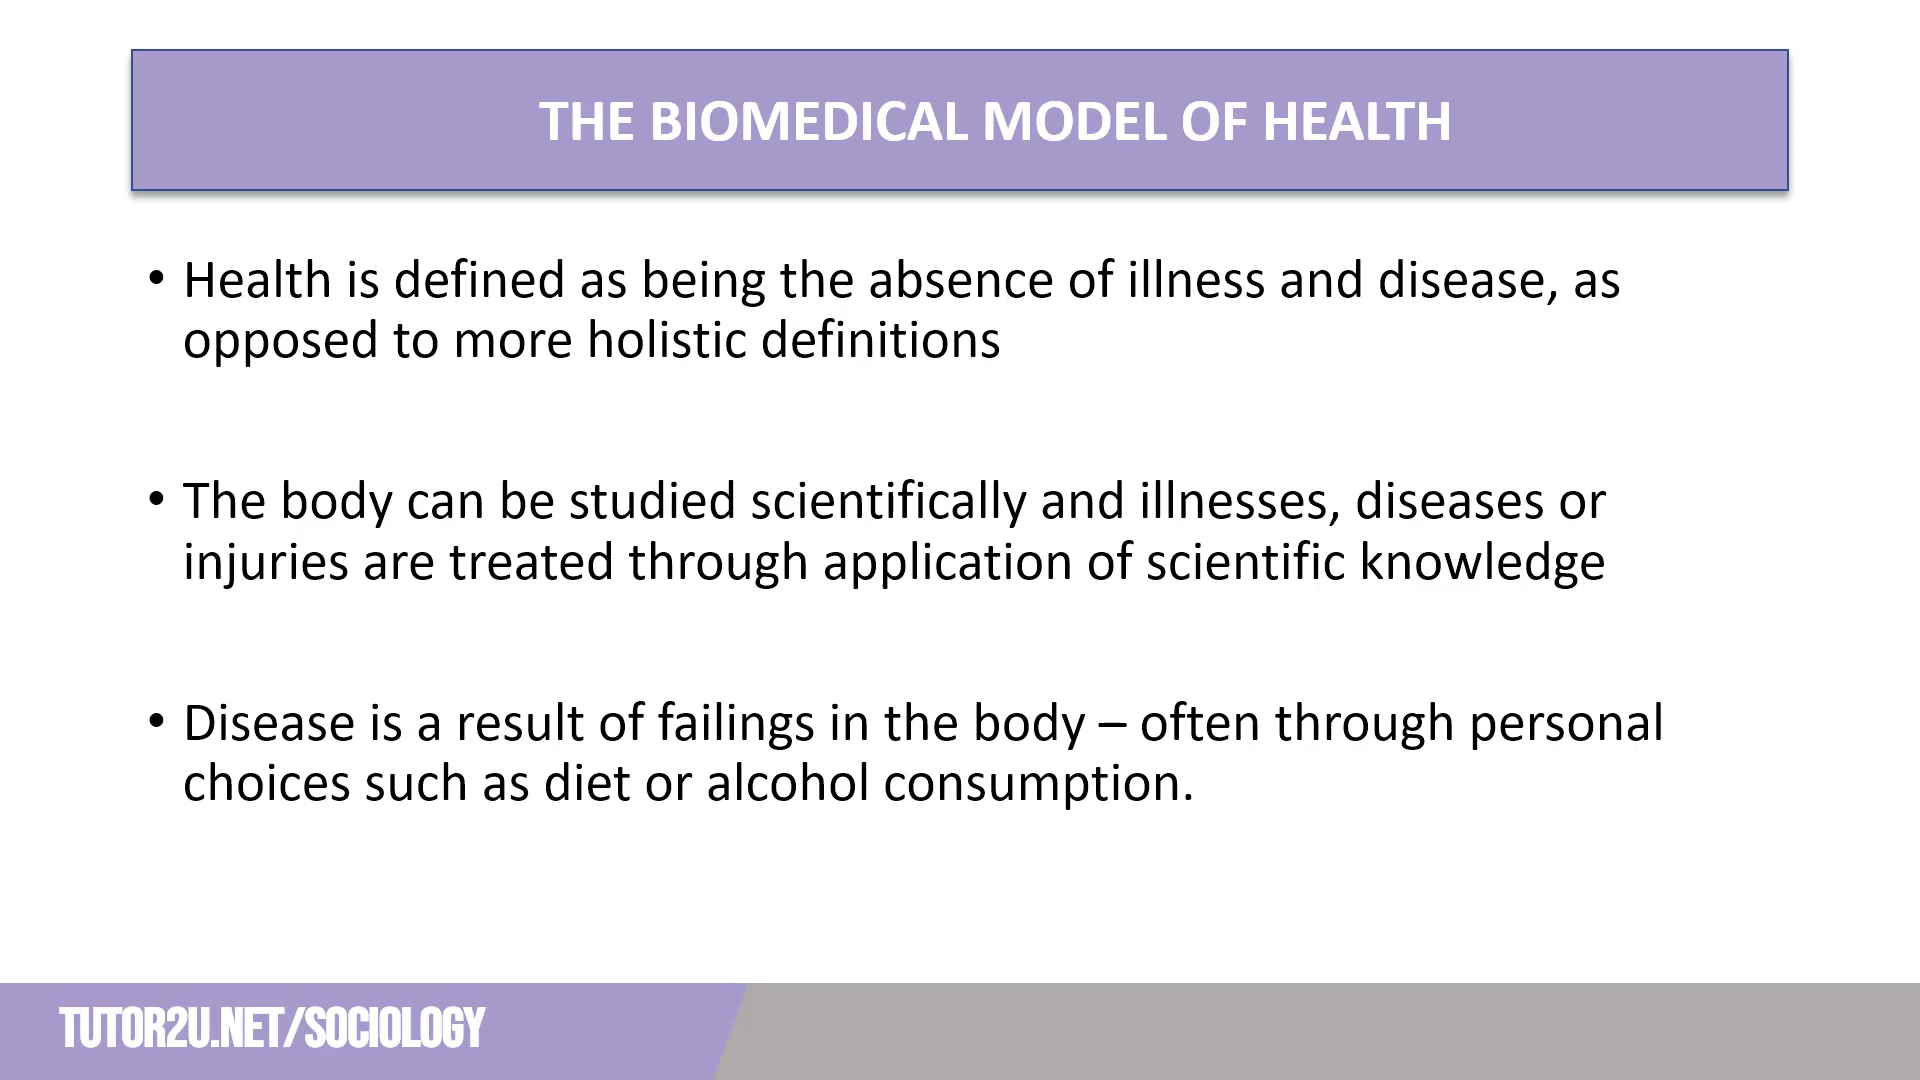 THE BIOMEDICAL MODEL OF HEALTH
• Health is defined as being the absence of illness and disease, as
opposed to more holistic definitions
• The body can be studied scientifically and illnesses, diseases or
injuries are treated through application of scientific knowledge
• Disease is a result of failings in the body – often through personal
choices such as diet or alcohol consumption.
TUTOR2U.NET/SOCIOLOGY